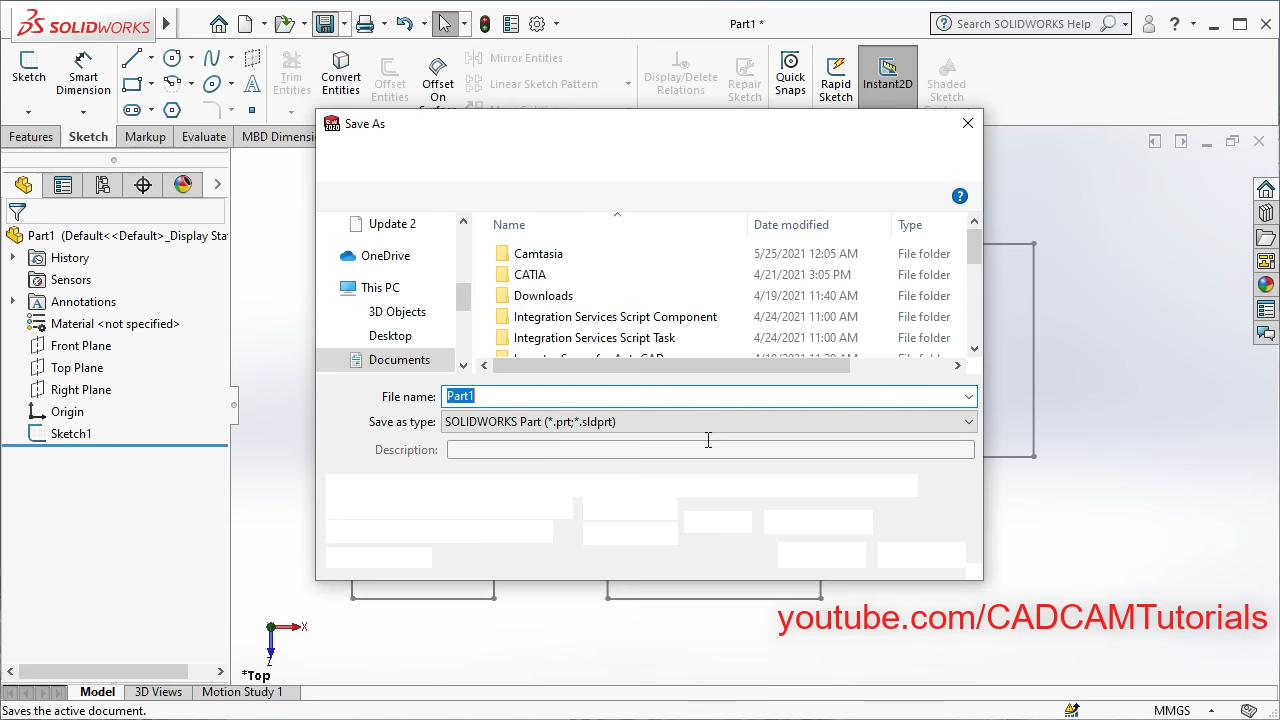 SOLIDWORKS
Part1 *
Search SOLIDWORKS Help
Sketch
Smart Dimension
Trim Entities
Convert Entities
Offset Entities
Offset On
Mirror Entities
Linear Sketch Pattern
Display/Delete Relations
Repair Sketch
Quick Snaps
Rapid Sketch
Instant2D
Shaded Sketch
Features
Sketch
Markup
Evaluate
MBD Dimensi
Save As
Part1 (Default<<Default>_Display Sta
History
Sensors
Annotations
Material <not specified>
Front Plane
Top Plane
Right Plane
Origin
Sketch1
Update 2
OneDrive
This PC
3D Objects
Desktop
Documents
Name Date modified Type
Camtasia 5/25/2021 12:05 AM File folder
CATIA 4/21/2021 3:05 PM File folder
Downloads 4/19/2021 11:40 AM File folder
Integration Services Script Component 4/24/2021 11:00 AM File folder
Integration Services Script Task 4/24/2021 11:00 AM File folder
File name: Part1
Save as type: SOLIDWORKS Part (*.prt;*.sldprt)
Description:
youtube.com/CADCAMTutorials
X
Z
*Top
Model
3D Views
Motion Study 1
Saves the active document.
MMGS